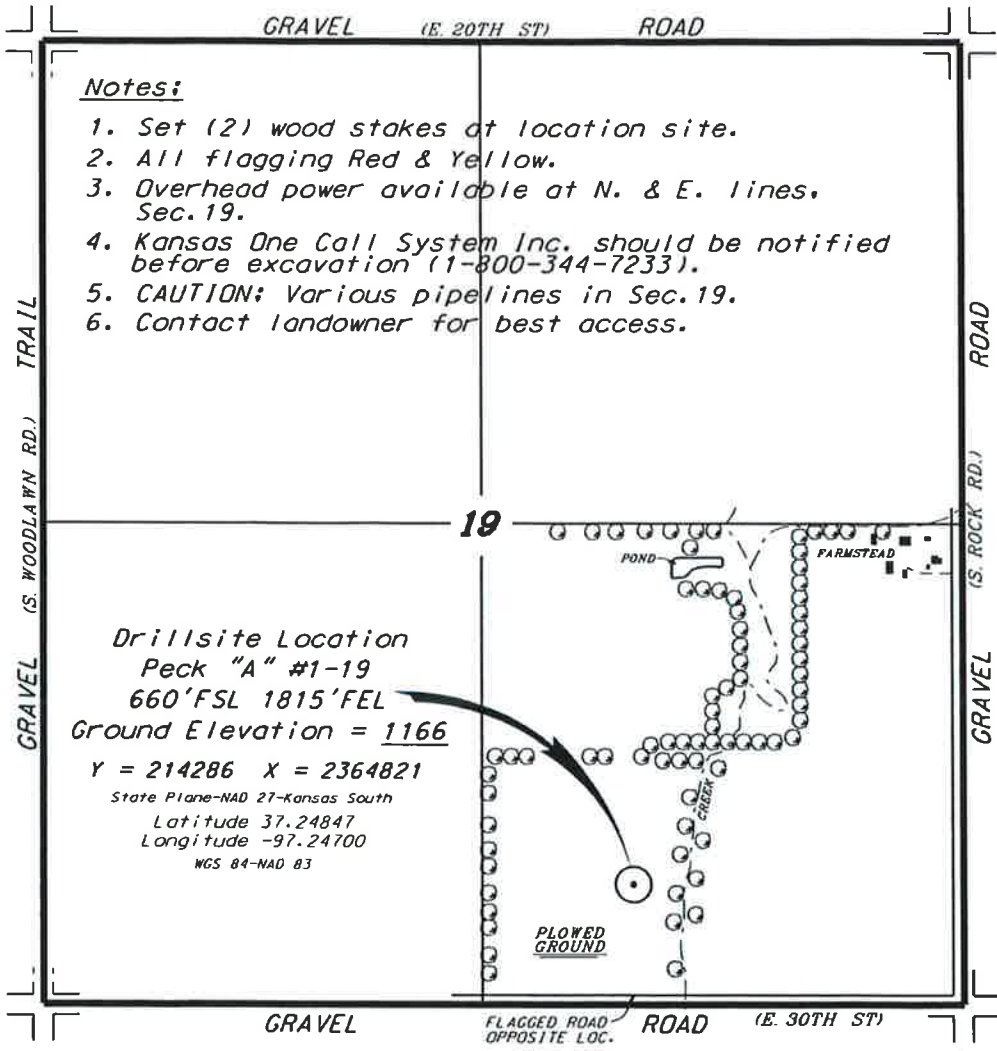 GRAVEL (E. 20TH ST) ROAD
Notes:
1. Set (2) wood stakes at location site.
2. All flagging Red & Yellow.
3. Overhead power available at N. & E. lines,
Sec. 19.
4. Kansas One Call System Inc. should be notified
before excavation (1-800-344-7233).
5. CAUTION: Various pipelines in Sec. 19.
6. Contact landowner for best access.
GRAVEL (S. WOODLAWN RD.) TRAIL
GRAVEL (S. ROCK RD.) ROAD
19
POND
FARMSTEAD
Drillsite Location
Peck "A" #1-19
660'FSL 1815'FEL
Ground Elevation = 1166
Y = 214286 X = 2364821
State Plane-NAD 27-Kansas South
Latitude 37.24847
Longitude -97.24700
WGS 84-NAD 83
CREEK
PLOWED
GROUND
GRAVEL ROAD (E. 30TH ST)
FLAGGED ROAD
OPPOSITE LOC.